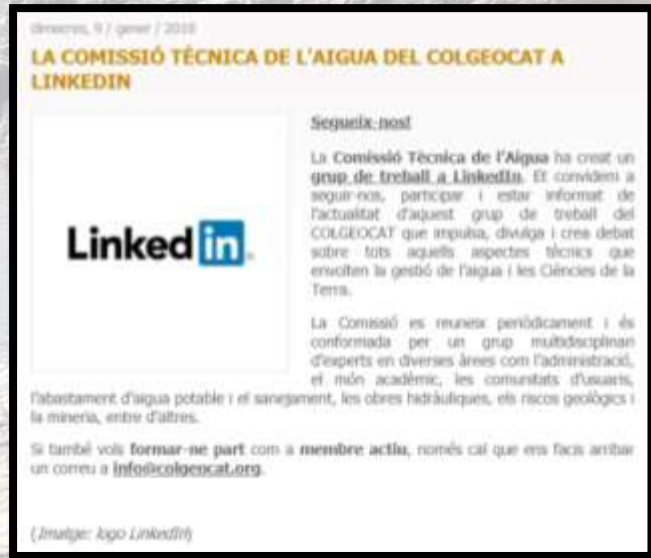 dimecres, 9 / gener / 2019
LA COMISSIÓ TÈCNICA DE L'AIGUA DEL COLGEOCAT A
LINKEDIN
Segueix-nos!
La Comissió Tècnica de l'Aigua ha creat un
grup de treball a LinkedIn. Et convidem a
seguir-nos, participar i estar informat de
l'actualitat d'aquest grup de treball del
COLGEOCAT que impulsa, divulga i crea debat
sobre tots aquells aspectes tècnics que
envolten la gestió de l'aigua i les Ciències de la
Terra.
Linked in
La Comissió es reuneix periòdicament i és
conformada per un grup multidisciplinari
d'experts en diverses àrees com l'administració,
el món acadèmic, les comunitats d'usuaris,
l'abastament d'aigua potable i el sanejament, les obres hidràuliques, els riscos geològics i
la mineria, entre d'altres.
Si també vols formar-ne part com a membre actiu, només cal que ens facis arribar
un correu a info@colgeocat.org.
(Imatge: logo LinkedIn)